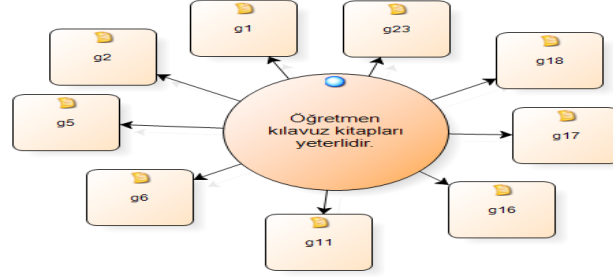 g1
g23
g2
g18
g5
Öğretmen
kılavuz kitapları
yeterlidir.
g17
g6
g16
g11